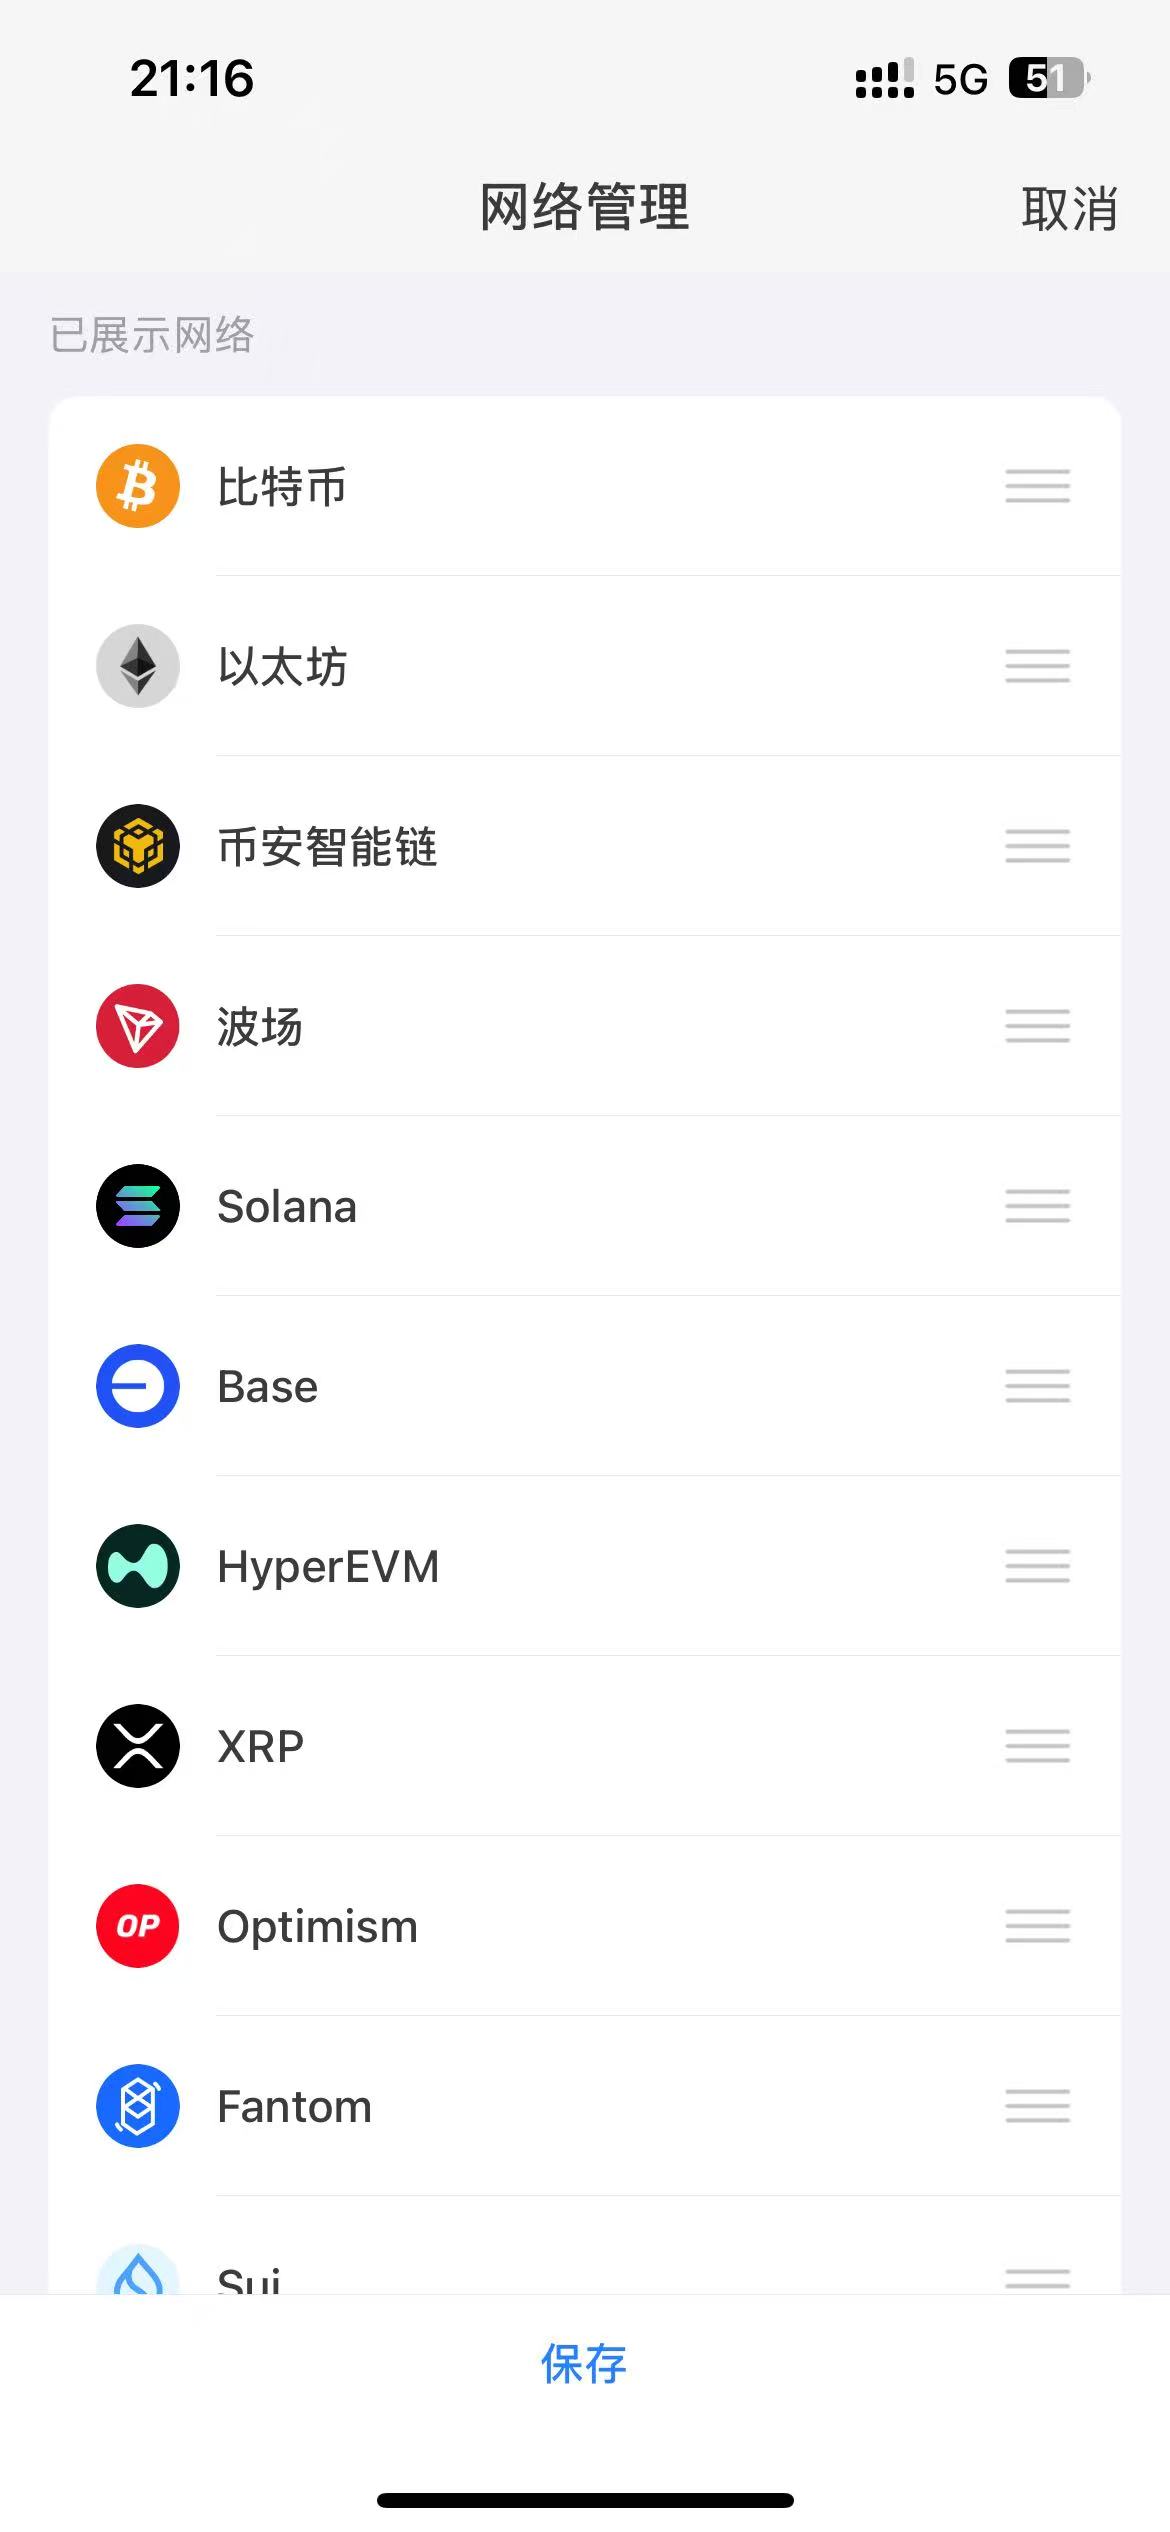 21:16
5G 51
网络管理
取消
已展示网络
比特币
以太坊
币安智能链
波场
Solana
Base
HyperEVM
XRP
OP Optimism
Fantom
Sui
保存